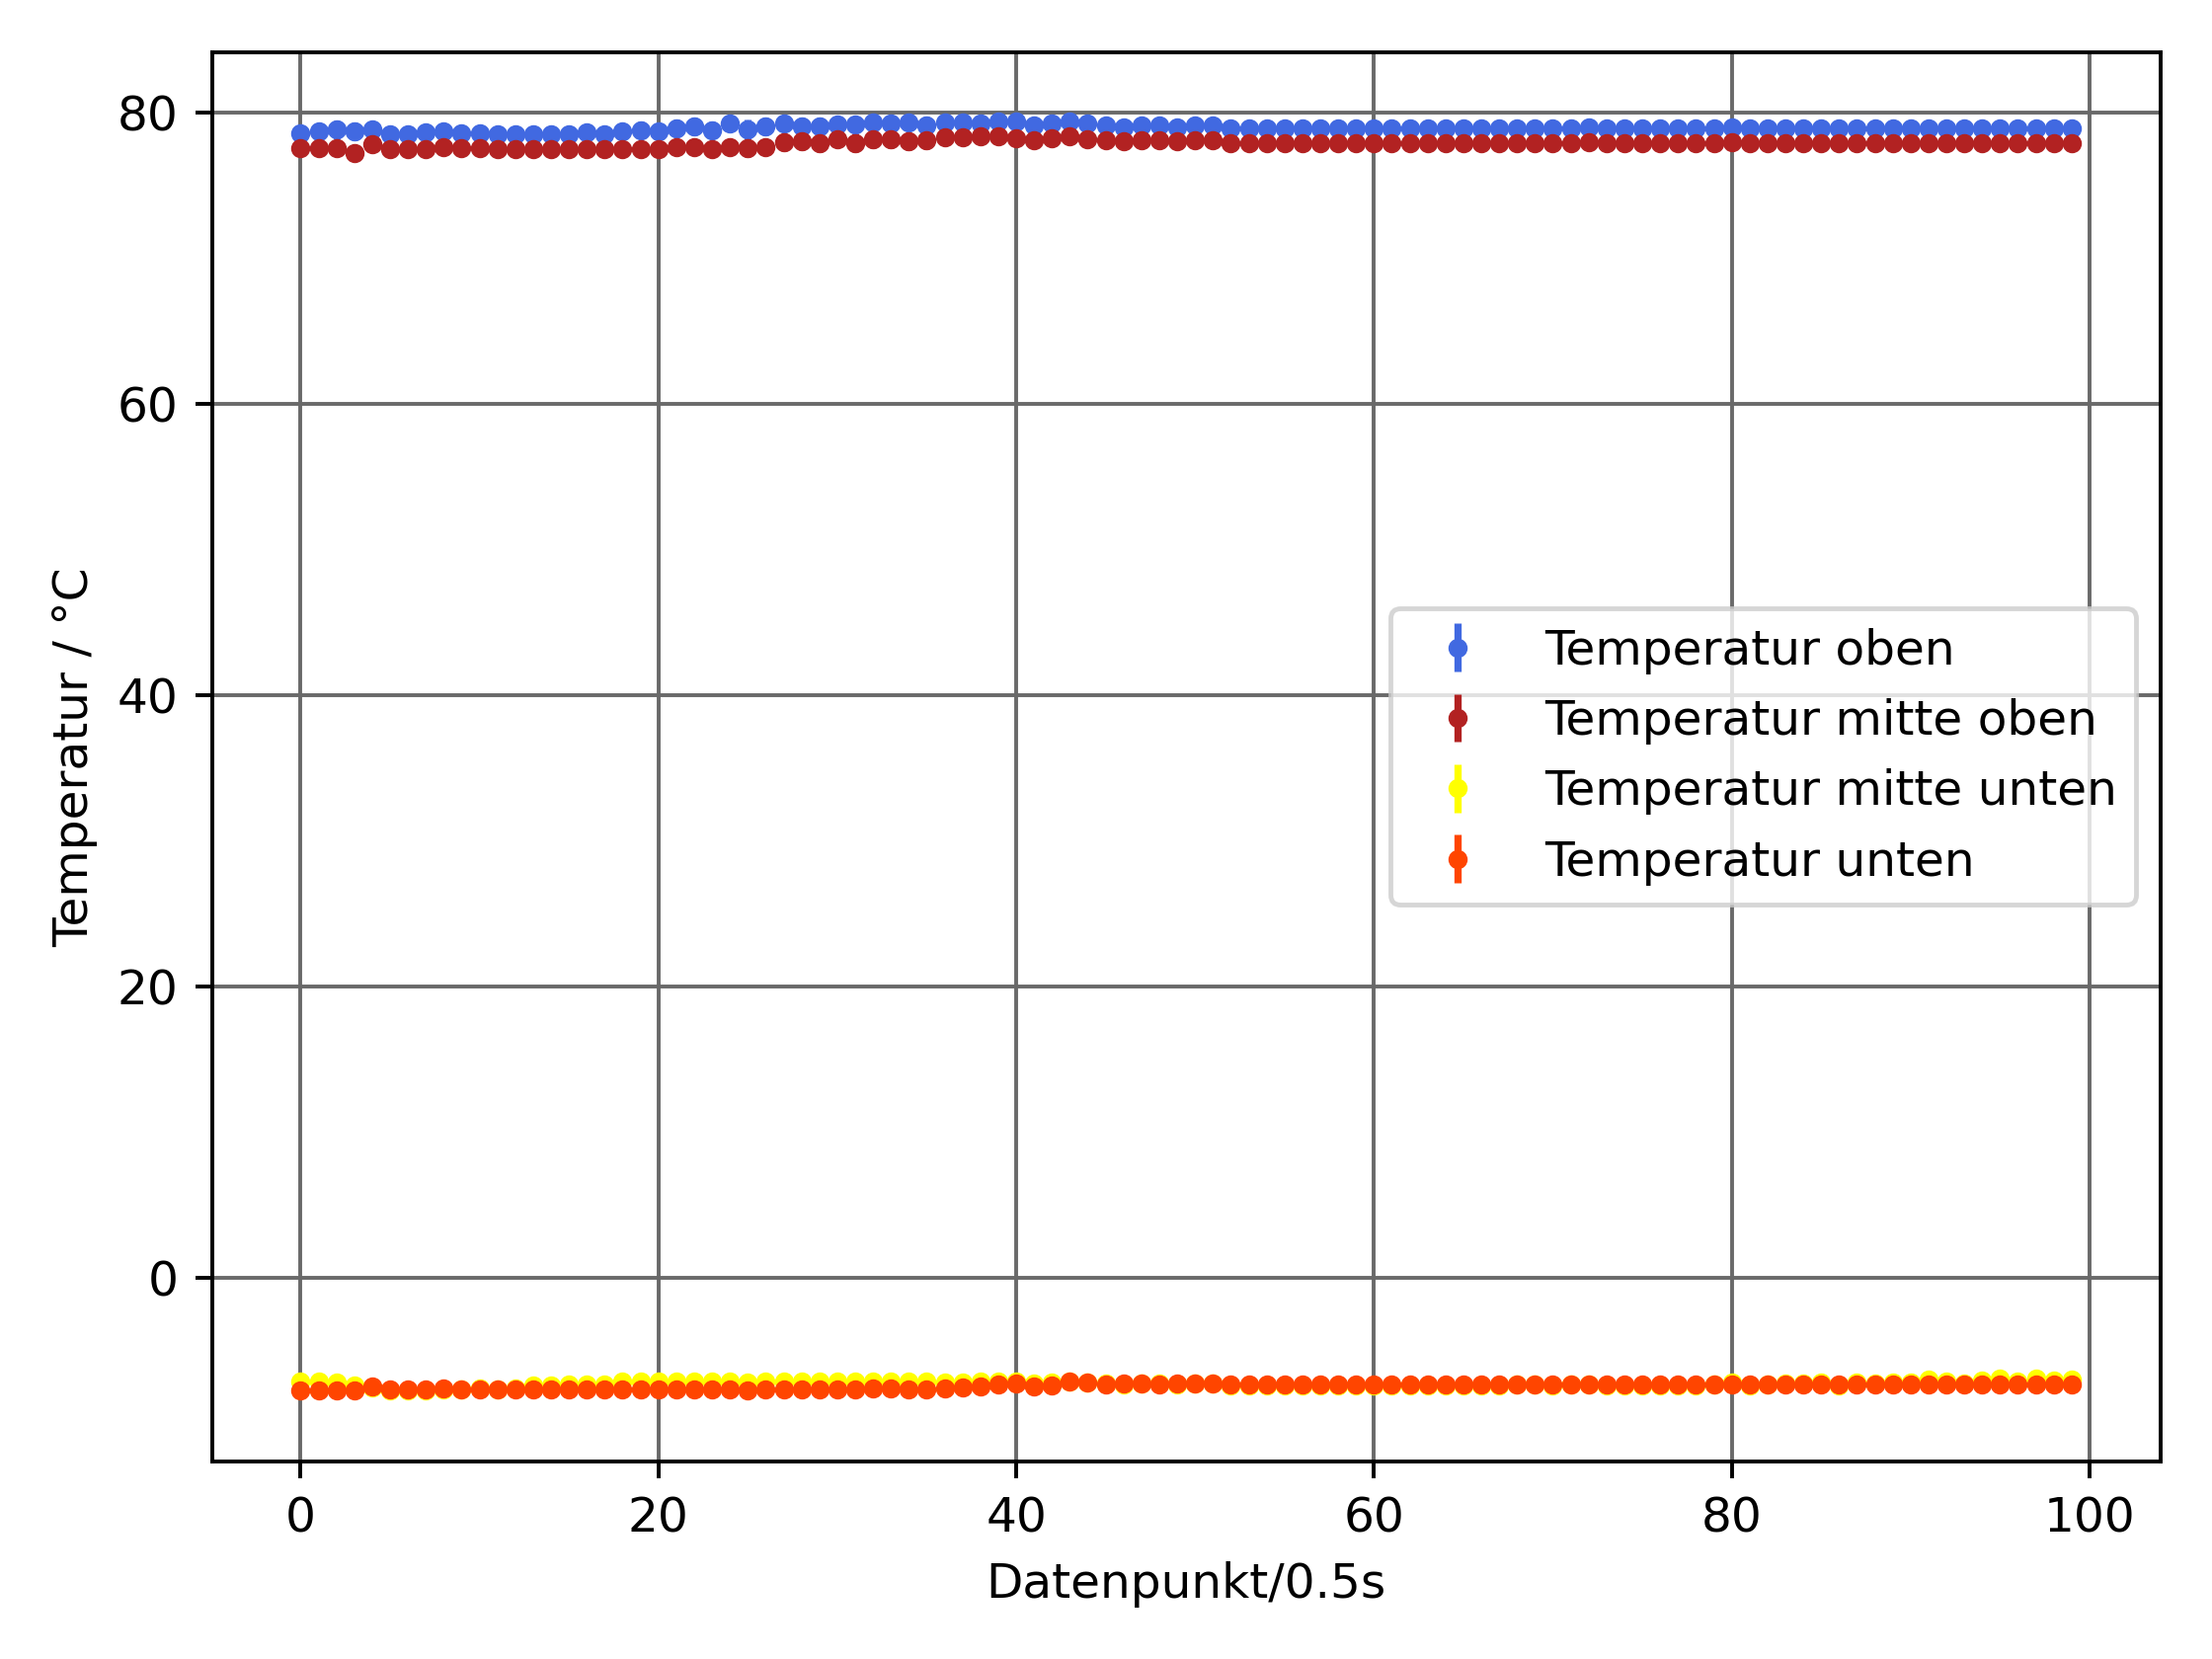 80
60
40
20
0
Temperatur / °C
Temperatur oben
Temperatur mitte oben
Temperatur mitte unten
Temperatur unten
0 20 40 60 80 100
Datenpunkt/0.5s